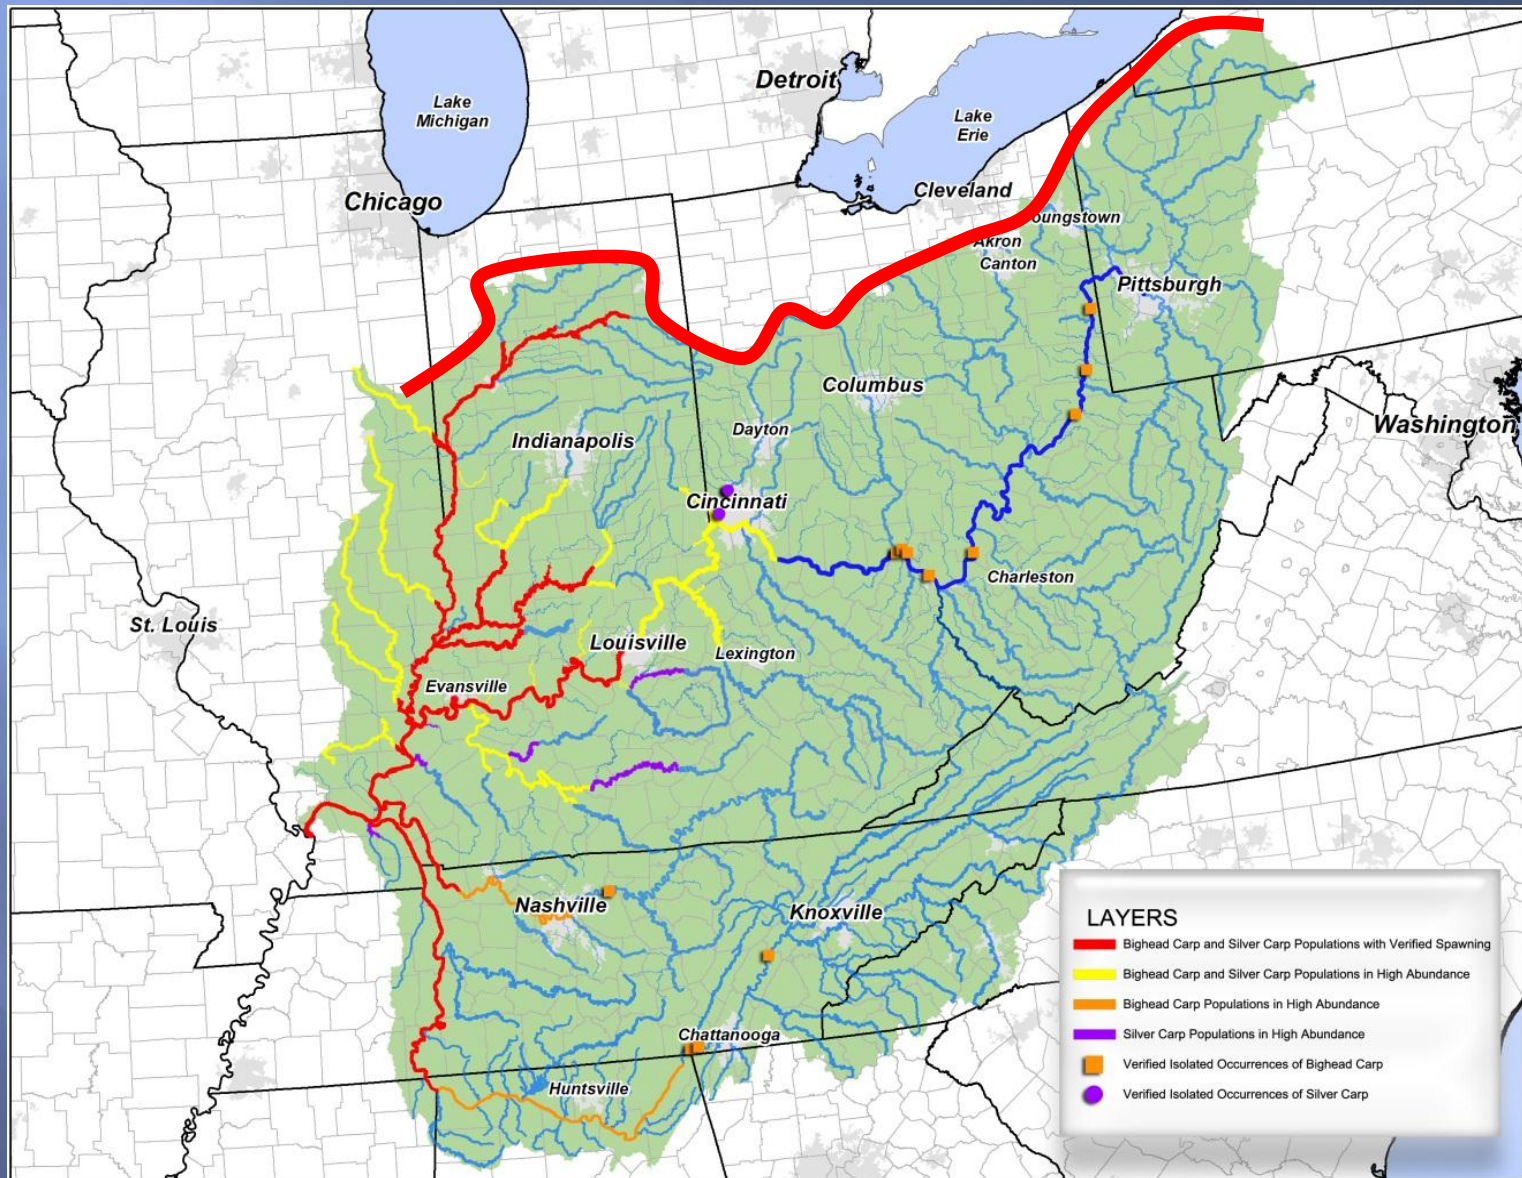 Detroit
Lake
Michigan
Lake
Erie
Cleveland
Chicago
oungstown
Akron
Canton
Pittsburgh
Columbus
Washington
Indianapolis
Dayton
Cincinnati
Charleston
St. Louis
Louisville
Lexington
Evansville
Nashville
Knoxville
Chattanooga
Huntsville
LAYERS
Bighead Carp and Silver Carp Populations with Verified Spawning
Bighead Carp and Silver Carp Populations in High Abundance
Bighead Carp Populations in High Abundance
Silver Carp Populations in High Abundance
Verified Isolated Occurrences of Bighead Carp
Verified Isolated Occurrences of Silver Carp